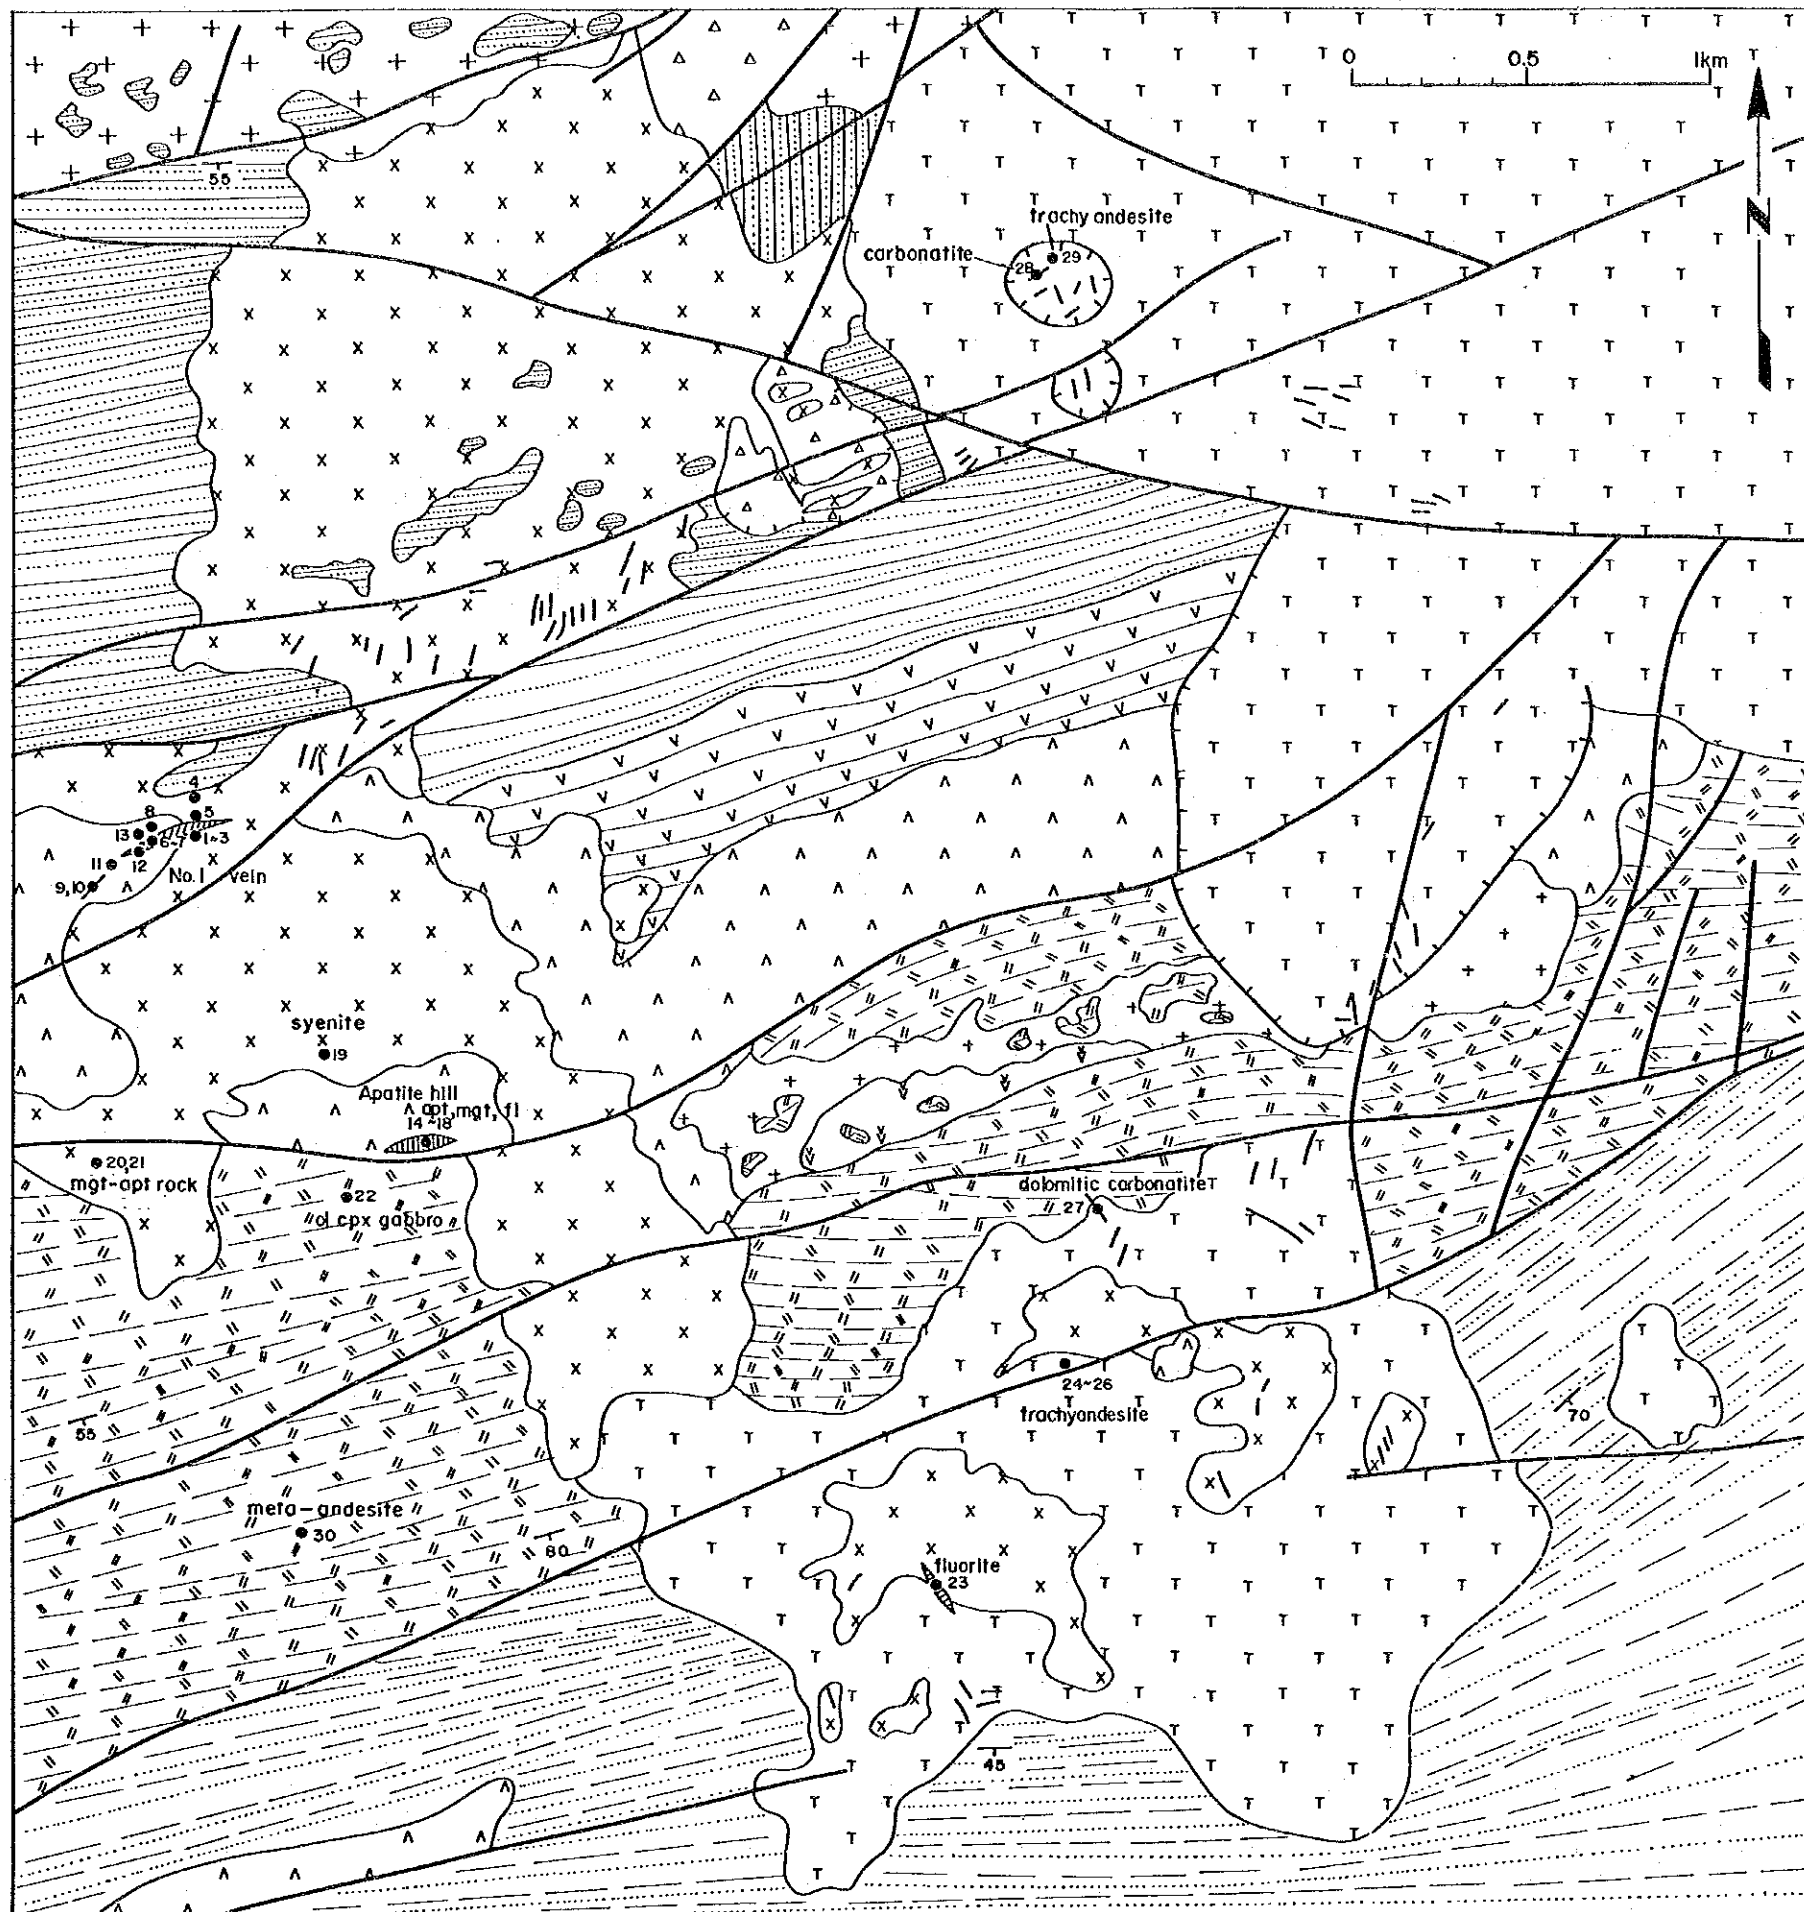 0 0.5 1km
N
55
trachy andesite
carbonatite
28
29
4
8
5
13
6~7
1~3
11
12
No.1 vein
9,10
syenite
19
Apatite hill
apt, mgt, fl
14~18
20,21
mgt-apt rock
22
ol cpx gabbro
dolomitic carbonatite
27
24~26
trachyandesite
70
55
meta-andesite
30
80
fluorite
23
45